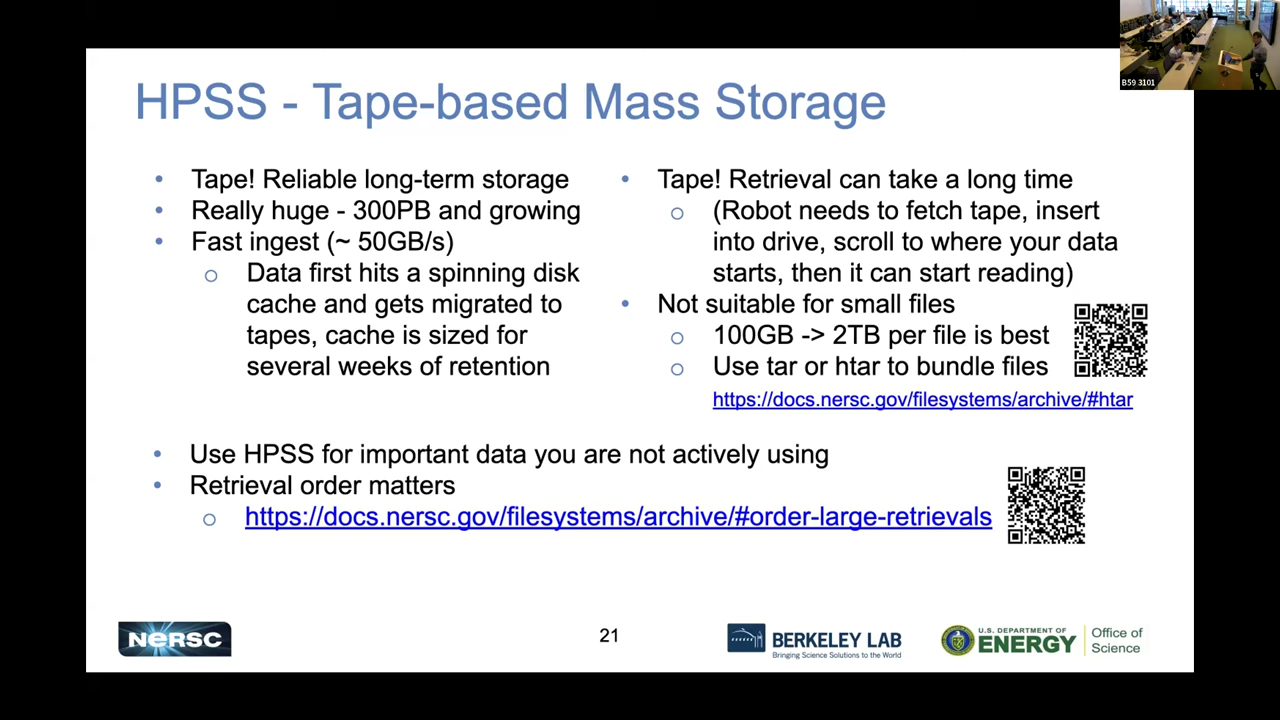 B59 3101
HPSS - Tape-based Mass Storage
• Tape! Reliable long-term storage
• Really huge - 300PB and growing
• Fast ingest (~ 50GB/s)
○ Data first hits a spinning disk
cache and gets migrated to
tapes, cache is sized for
several weeks of retention
• Tape! Retrieval can take a long time
○ (Robot needs to fetch tape, insert
into drive, scroll to where your data
starts, then it can start reading)
• Not suitable for small files
○ 100GB -> 2TB per file is best
○ Use tar or htar to bundle files
https://docs.nersc.gov/filesystems/archive/#htar
• Use HPSS for important data you are not actively using
• Retrieval order matters
○ https://docs.nersc.gov/filesystems/archive/#order-large-retrievals
NERSC
21
BERKELEY LAB
Bringing Science Solutions to the World
U.S. DEPARTMENT OF
ENERGY
Office of
Science